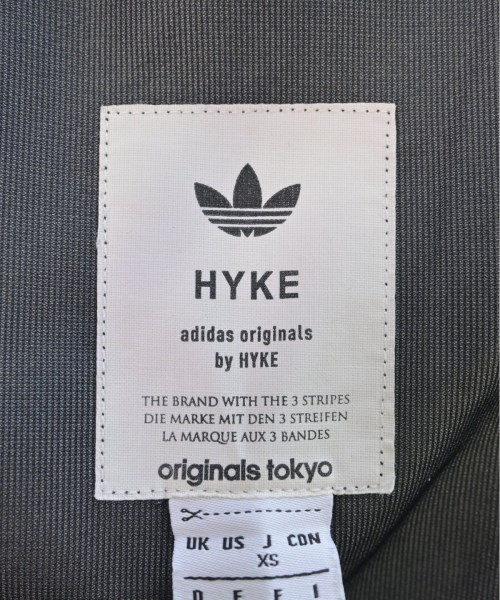 HYKE
adidas originals
by HYKE
THE BRAND WITH THE 3 STRIPES
DIE MARKE MIT DEN 3 STREIFEN
LA MARQUE AUX 3 BANDES
originals tokyo
UK US J CDN
XS